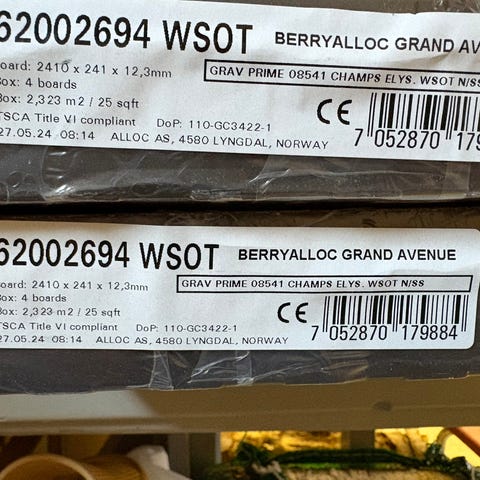 62002694 WSOT BERRYALLOC GRAND AV
oard: 2410 x 241 x 12,3mm
GRAV PRIME 08541 CHAMPS ELYS. WSOT N/SS
Box: 4 boards
Box: 2,323 m2 / 25 sqft
CE
TSCA Title VI compliant DoP: 110-GC3422-1
7 052870 179
27.05.24 08:14 ALLOC AS, 4580 LYNGDAL, NORWAY
62002694 WSOT BERRYALLOC GRAND AVENUE
oard: 2410 x 241 x 12,3mm
GRAV PRIME 08541 CHAMPS ELYS. WSOT N/SS
Box: 4 boards
Box: 2,323 m2 / 25 sqft
CE
TSCA Title VI compliant DoP: 110-GC3422-1
7 052870 179884
27.05.24 08:14 ALLOC AS, 4580 LYNGDAL, NORWAY